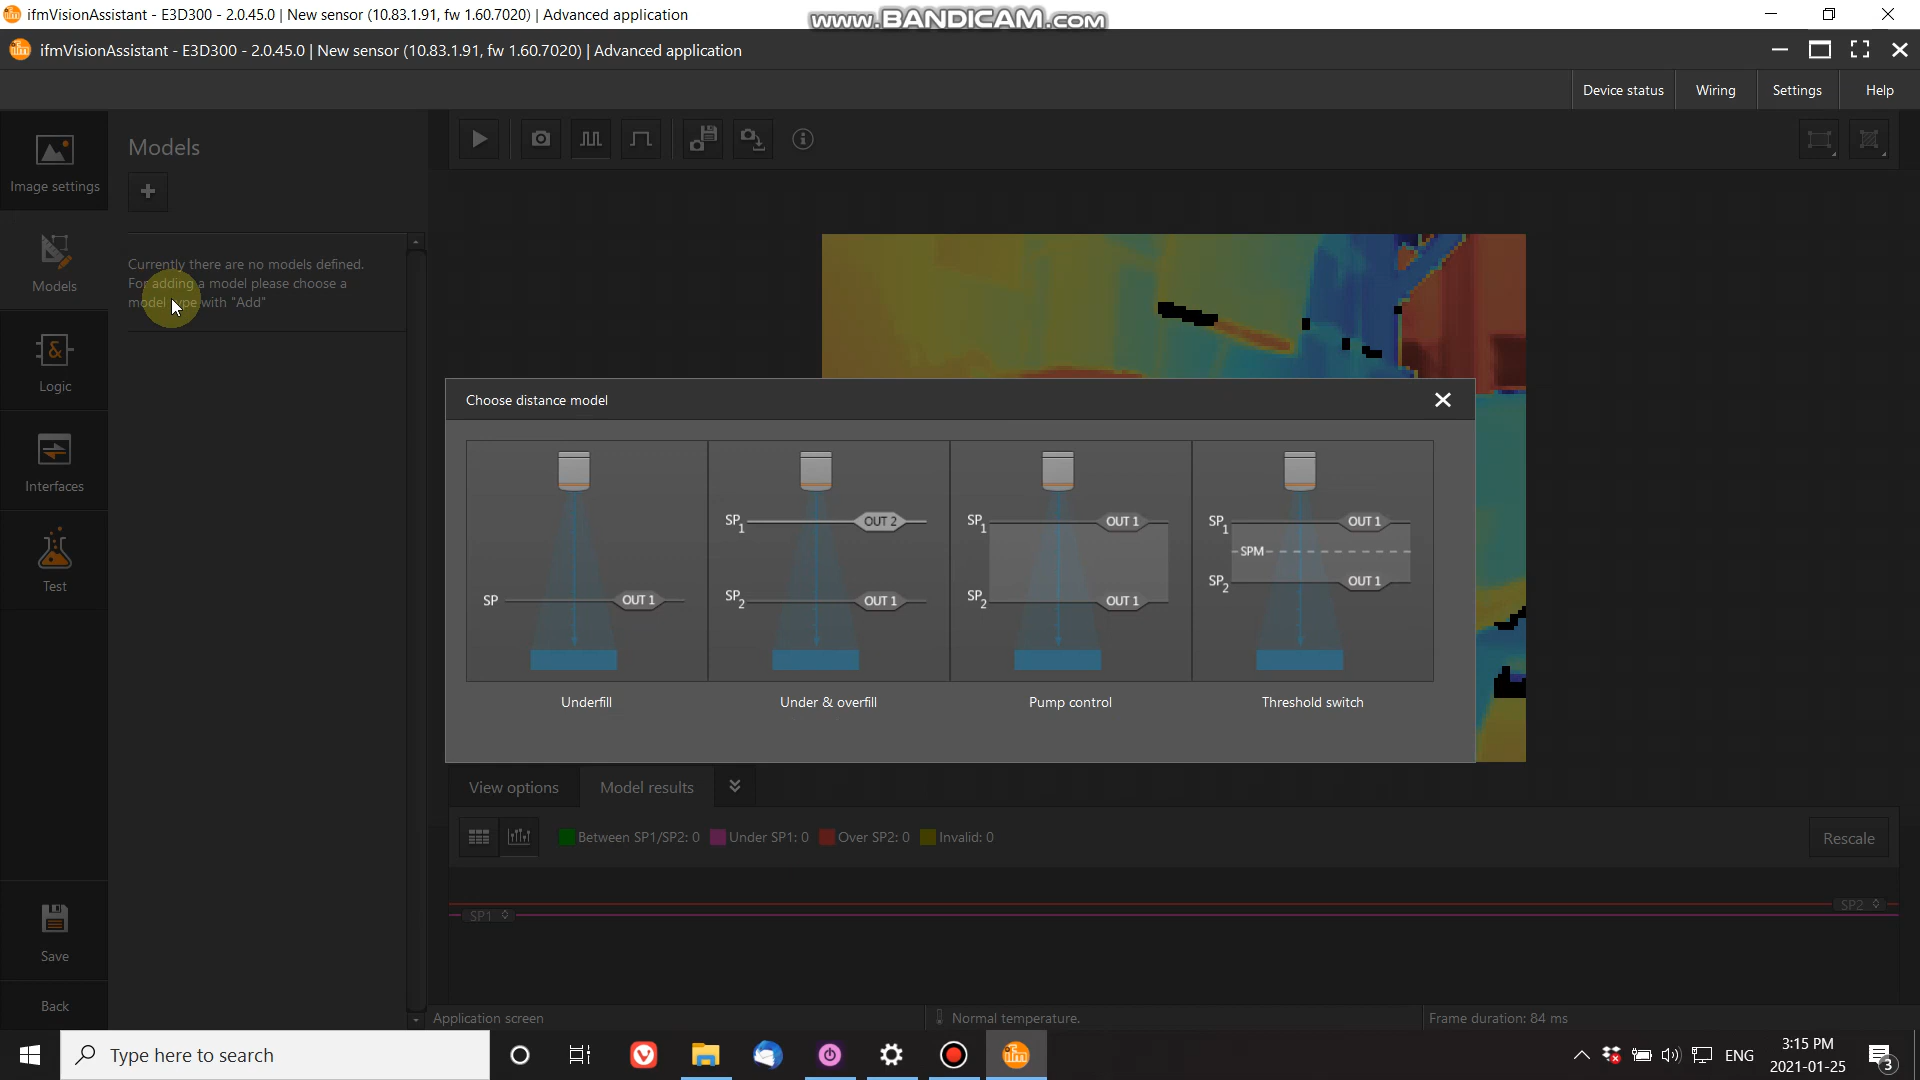 ifmVisionAssistant - E3D300 - 2.0.45.0 | New sensor (10.83.1.91, fw 1.60.7020) | Advanced application
www.BANDICAM.com
ifmVisionAssistant - E3D300 - 2.0.45.0 | New sensor (10.83.1.91, fw 1.60.7020) | Advanced application
Device status
Wiring
Settings
Help
Image settings
Models
Logic
Interfaces
Test
Save
Back
Models
Currently there are no models defined.
For adding a model please choose a
model type with "Add"
Choose distance model
SP
OUT 1
SP1
OUT 2
SP2
OUT 1
SP1
OUT 1
SP2
OUT 1
SP1
OUT 1
SPM
SP2
OUT 1
Underfill
Under & overfill
Pump control
Threshold switch
View options
Model results
Between SP1/SP2: 0
Under SP1: 0
Over SP2: 0
Invalid: 0
Rescale
SP1
SP2
Application screen
Normal temperature.
Frame duration: 84 ms
Type here to search
ifm
ENG
3:15 PM
2021-01-25
3